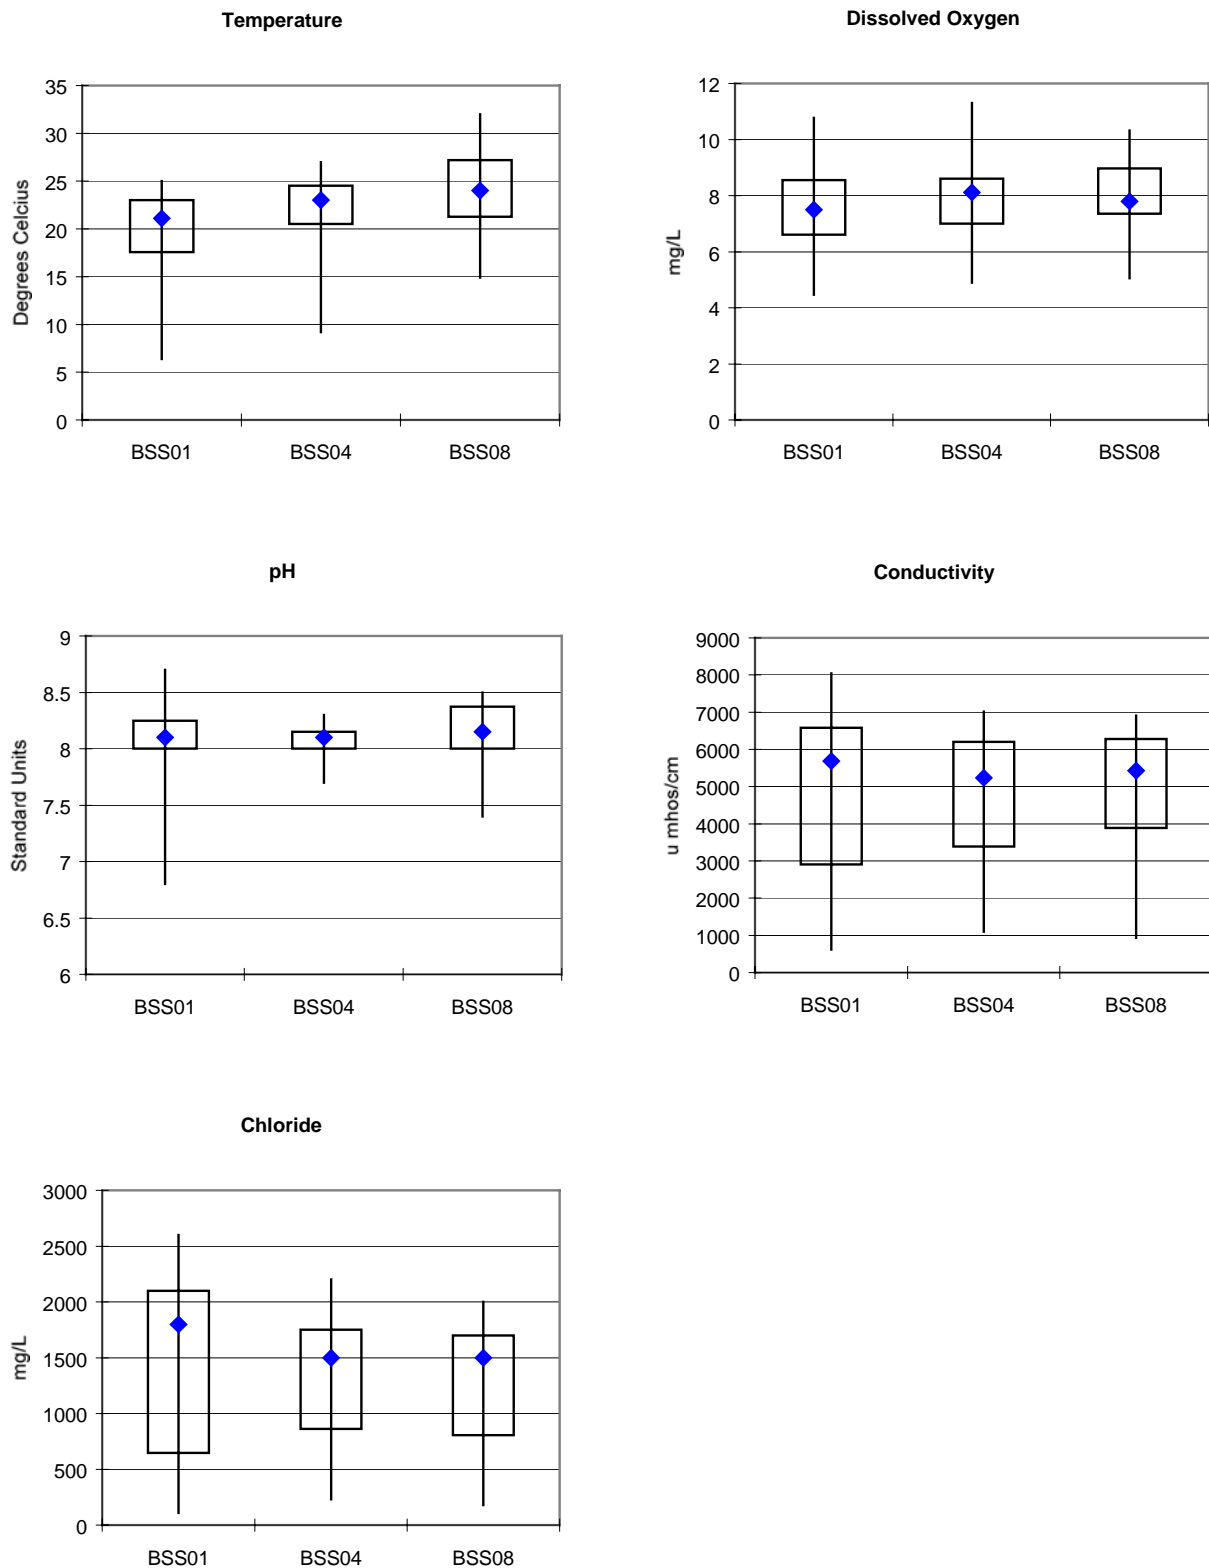 Temperature
35
30
25
20
15
10
5
0
Degrees Celcius
BSS01 BSS04 BSS08
Dissolved Oxygen
12
10
8
6
4
2
0
mg/L
BSS01 BSS04 BSS08
pH
9
8.5
8
7.5
7
6.5
6
Standard Units
BSS01 BSS04 BSS08
Conductivity
9000
8000
7000
6000
5000
4000
3000
2000
1000
0
u mhos/cm
BSS01 BSS04 BSS08
Chloride
3000
2500
2000
1500
1000
500
0
mg/L
BSS01 BSS04 BSS08